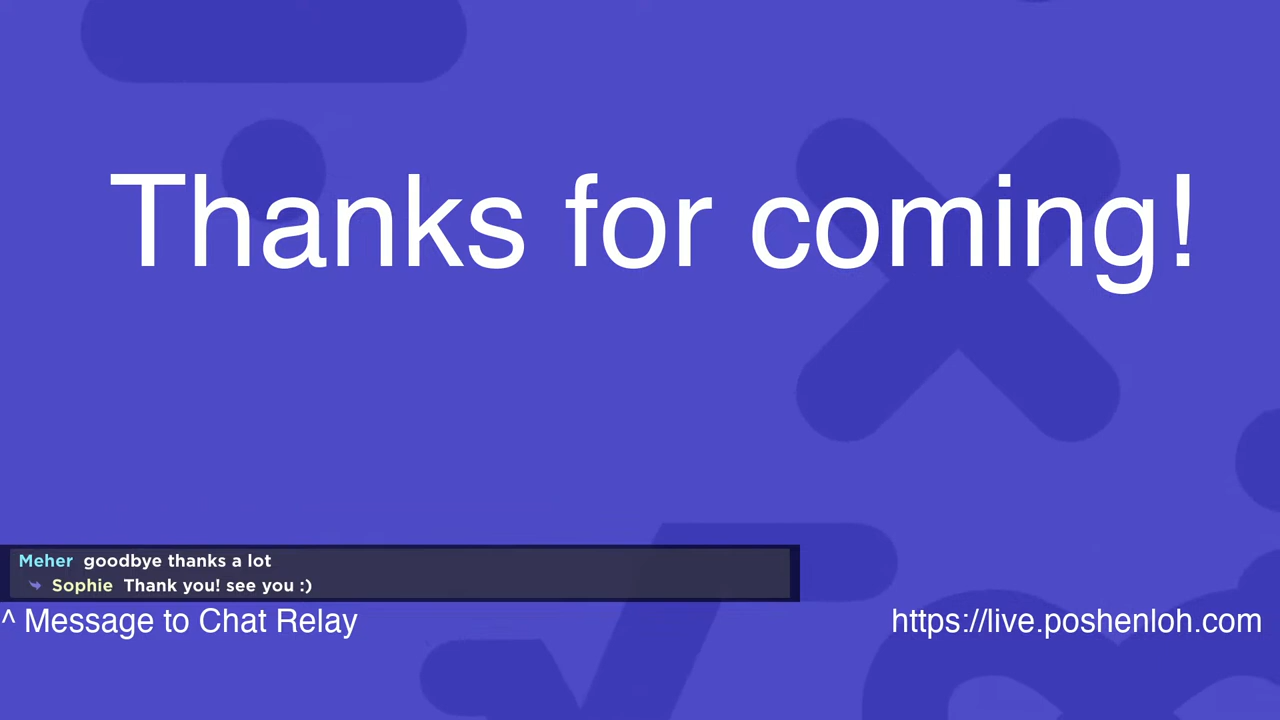 Thanks for coming!
Meher goodbye thanks a lot
Sophie Thank you! see you :)
^ Message to Chat Relay
https://live.poshenloh.com